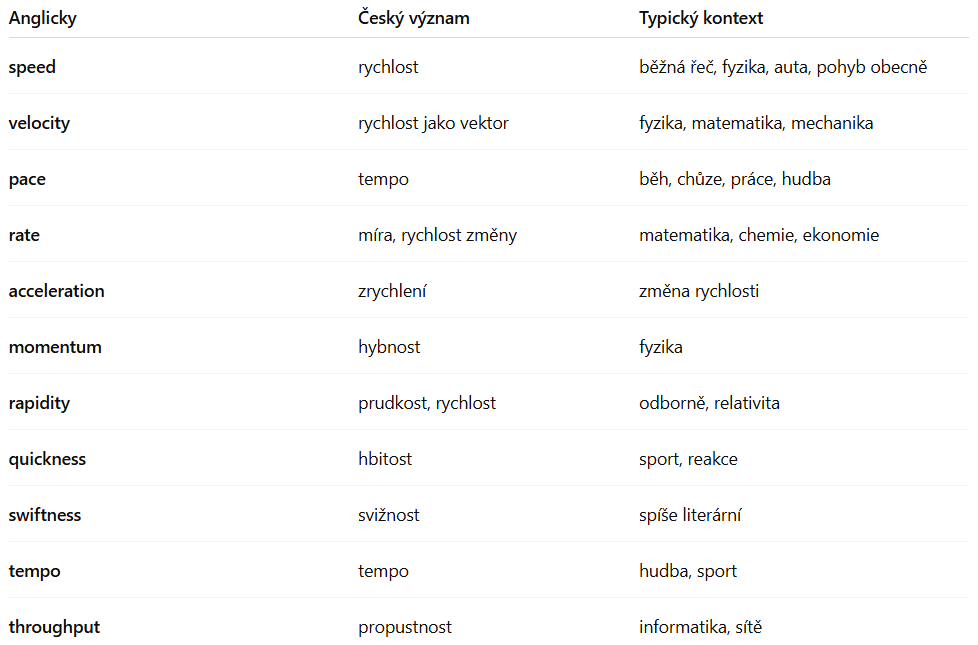 Anglicky Český význam Typický kontext
speed rychlost běžná řeč, fyzika, auta, pohyb obecně
velocity rychlost jako vektor fyzika, matematika, mechanika
pace tempo běh, chůze, práce, hudba
rate míra, rychlost změny matematika, chemie, ekonomie
acceleration zrychlení změna rychlosti
momentum hybnost fyzika
rapidity prudkost, rychlost odborně, relativita
quickness hbitost sport, reakce
swiftness svižnost spíše literární
tempo tempo hudba, sport
throughput propustnost informatika, sítě